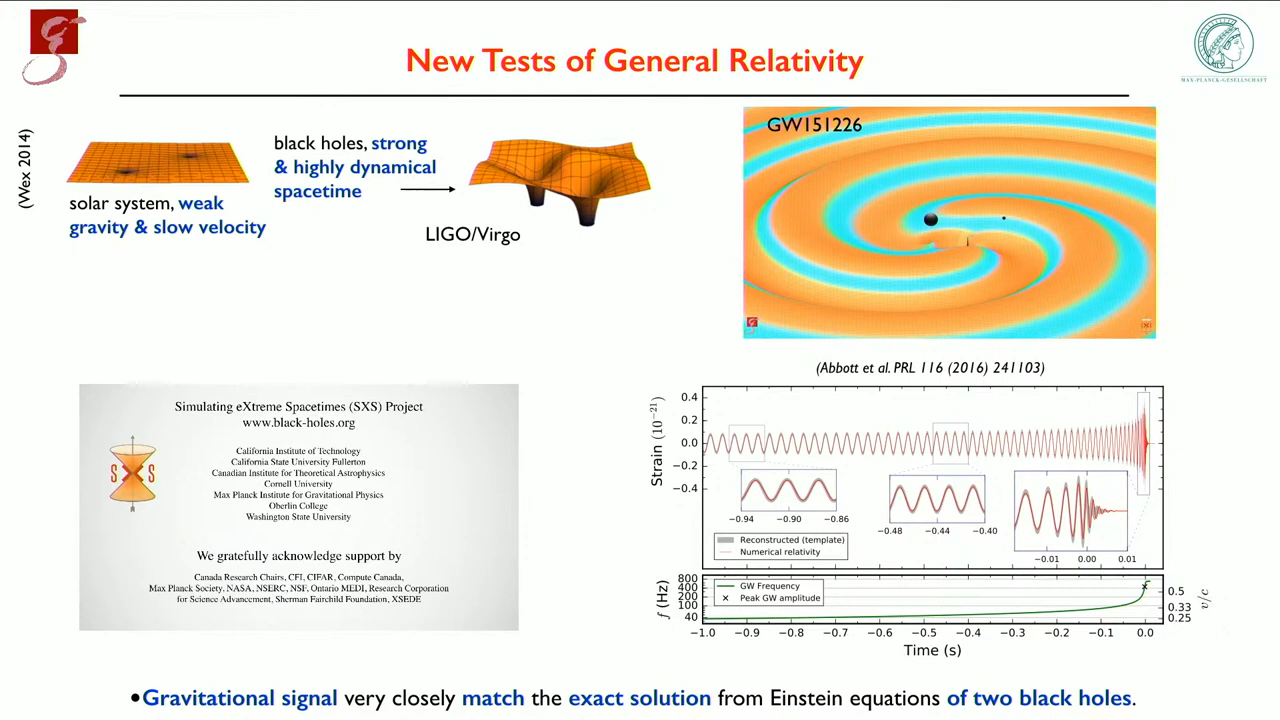 New Tests of General Relativity
MAX-PLANCK-GESELLSCHAFT
(Wex 2014)
solar system, weak
gravity & slow velocity
black holes, strong
& highly dynamical
spacetime
LIGO/Virgo
GW151226
(Abbott et al. PRL 116 (2016) 241103)
Simulating eXtreme Spacetimes (SXS) Project
www.black-holes.org
SXS
California Institute of Technology
California State University Fullerton
Canadian Institute for Theoretical Astrophysics
Cornell University
Max Planck Institute for Gravitational Physics
Oberlin College
Washington State University
We gratefully acknowledge support by
Canada Research Chairs, CFI, CIFAR, Compute Canada,
Max Planck Society, NASA, NSERC, NSF, Ontario MEDI, Research Corporation
for Science Advancement, Sherman Fairchild Foundation, XSEDE
Strain (10⁻²¹)
0.4
0.2
0.0
−0.2
−0.4
−0.94 −0.90 −0.86
−0.48 −0.44 −0.40
−0.01 0.00 0.01
Reconstructed (template)
Numerical relativity
f (Hz)
800
400
200
100
40
GW Frequency
Peak GW amplitude
0.5
0.33
0.25
v/c
−1.0 −0.9 −0.8 −0.7 −0.6 −0.5 −0.4 −0.3 −0.2 −0.1 0.0
Time (s)
•Gravitational signal very closely match the exact solution from Einstein equations of two black holes.